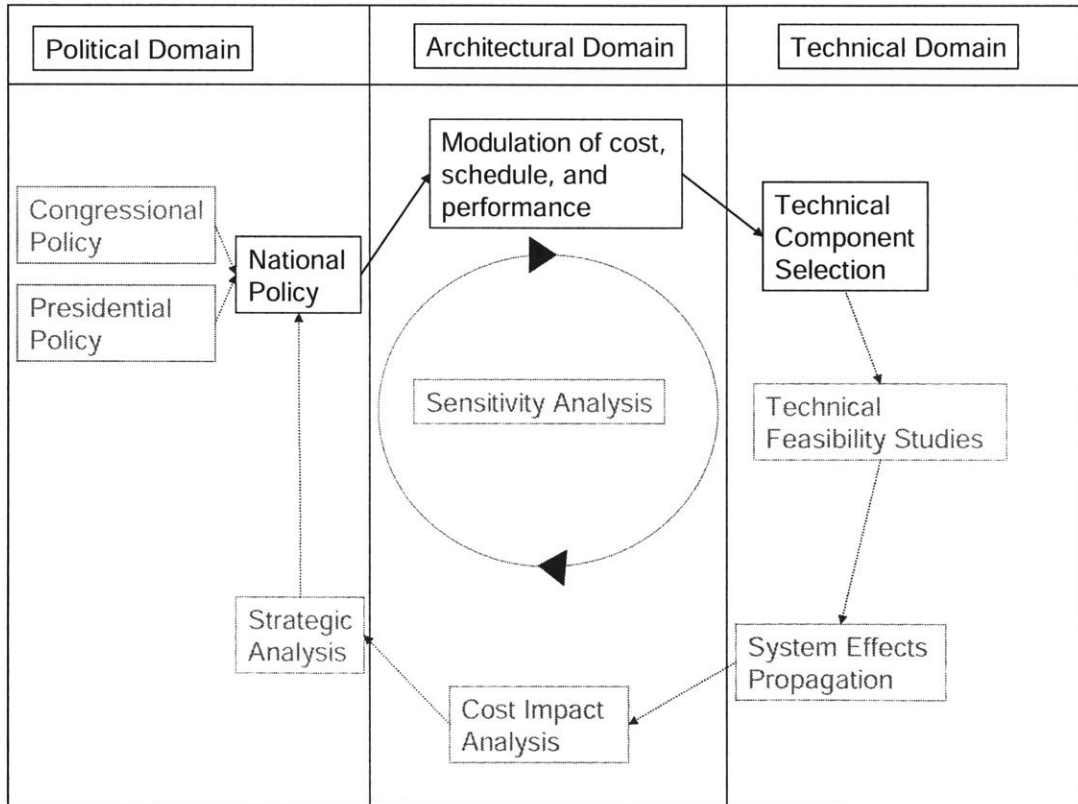 Political Domain
Architectural Domain
Technical Domain
Modulation of cost,
schedule, and
performance
Congressional
Policy
Presidential
Policy
National
Policy
Technical
Component
Selection
Sensitivity Analysis
Technical
Feasibility Studies
Strategic
Analysis
System Effects
Propagation
Cost Impact
Analysis